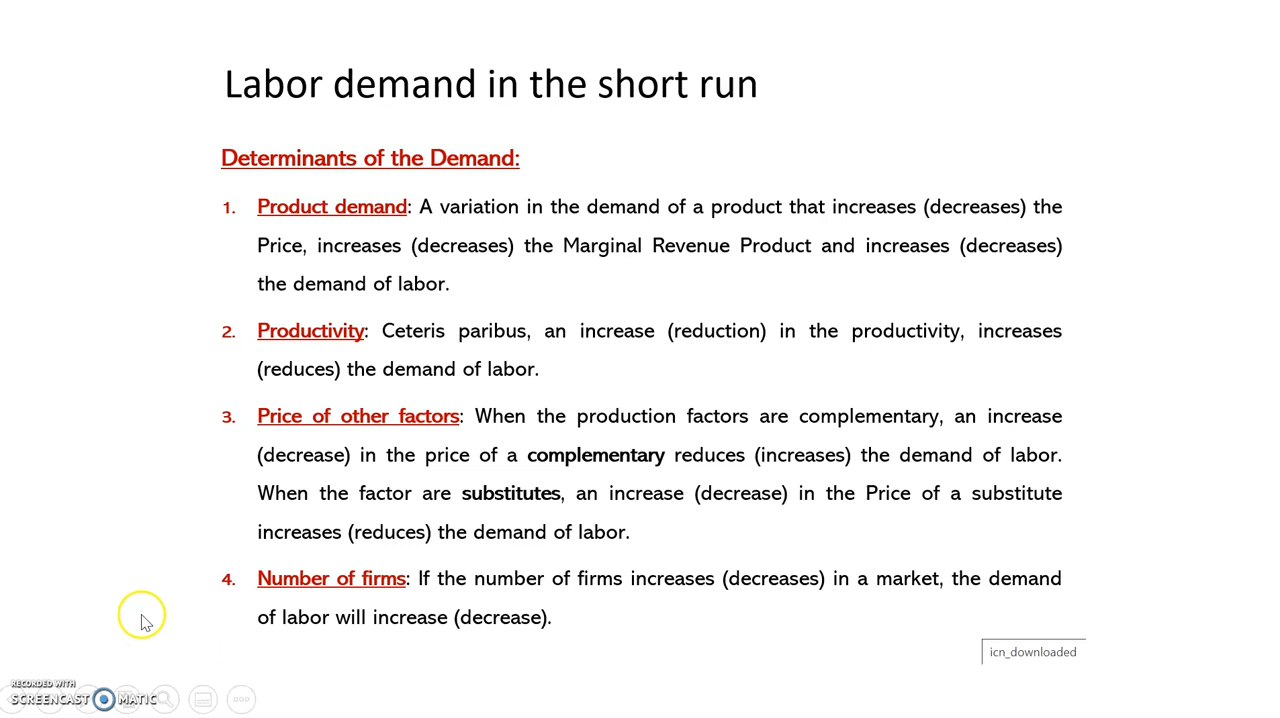 Labor demand in the short run
Determinants of the Demand:
1. Product demand: A variation in the demand of a product that increases (decreases) the
Price, increases (decreases) the Marginal Revenue Product and increases (decreases)
the demand of labor.
2. Productivity: Ceteris paribus, an increase (reduction) in the productivity, increases
(reduces) the demand of labor.
3. Price of other factors: When the production factors are complementary, an increase
(decrease) in the price of a complementary reduces (increases) the demand of labor.
When the factor are substitutes, an increase (decrease) in the Price of a substitute
increases (reduces) the demand of labor.
4. Number of firms: If the number of firms increases (decreases) in a market, the demand
of labor will increase (decrease).
icn_downloaded
RECORDED WITH
SCREENCAST MATIC